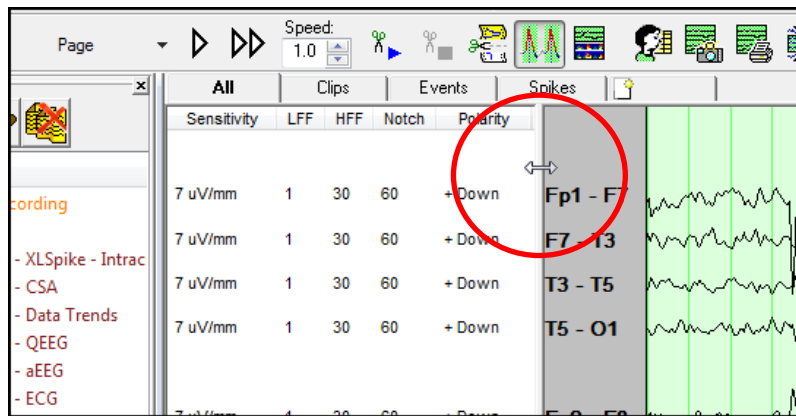 Page
Speed:
1.0
All Clips Events Spikes
Sensitivity LFF HFF Notch Polarity
cording
7 uV/mm 1 30 60 + Down Fp1 - F7
7 uV/mm 1 30 60 + Down F7 - T3
- XLSpike - Intrac
- CSA
7 uV/mm 1 30 60 + Down T3 - T5
- Data Trends
7 uV/mm 1 30 60 + Down T5 - O1
- QEEG
- aEEG
- ECG